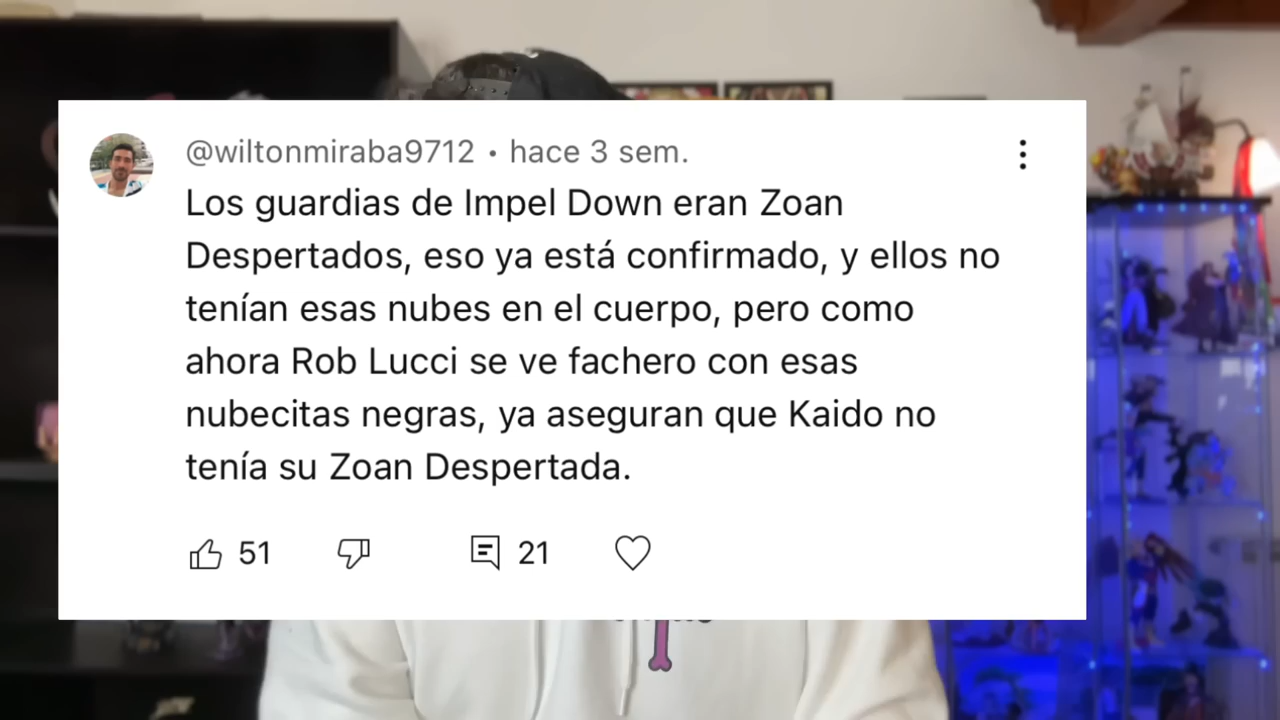 @wiltonmiraba9712 • hace 3 sem.
Los guardias de Impel Down eran Zoan
Despertados, eso ya está confirmado, y ellos no
tenían esas nubes en el cuerpo, pero como
ahora Rob Lucci se ve fachero con esas
nubecitas negras, ya aseguran que Kaido no
tenía su Zoan Despertada.
51
21